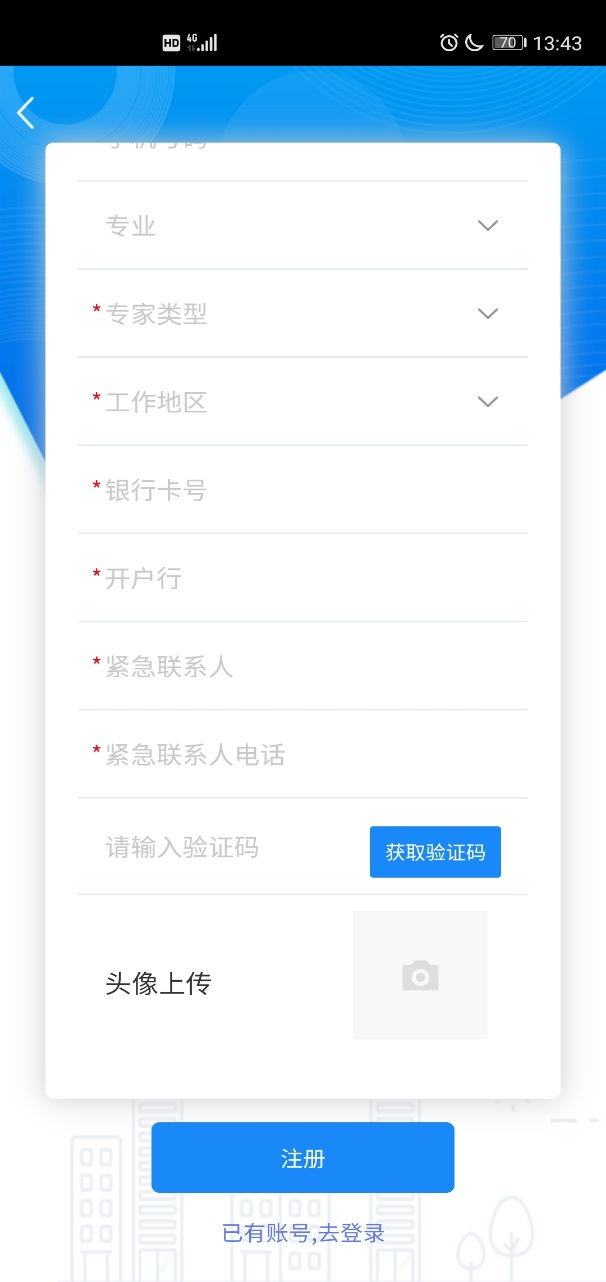 HD 4G 70 13:43
专业
*专家类型
*工作地区
*银行卡号
*开户行
*紧急联系人
*紧急联系人电话
请输入验证码 获取验证码
头像上传
注册
已有账号,去登录